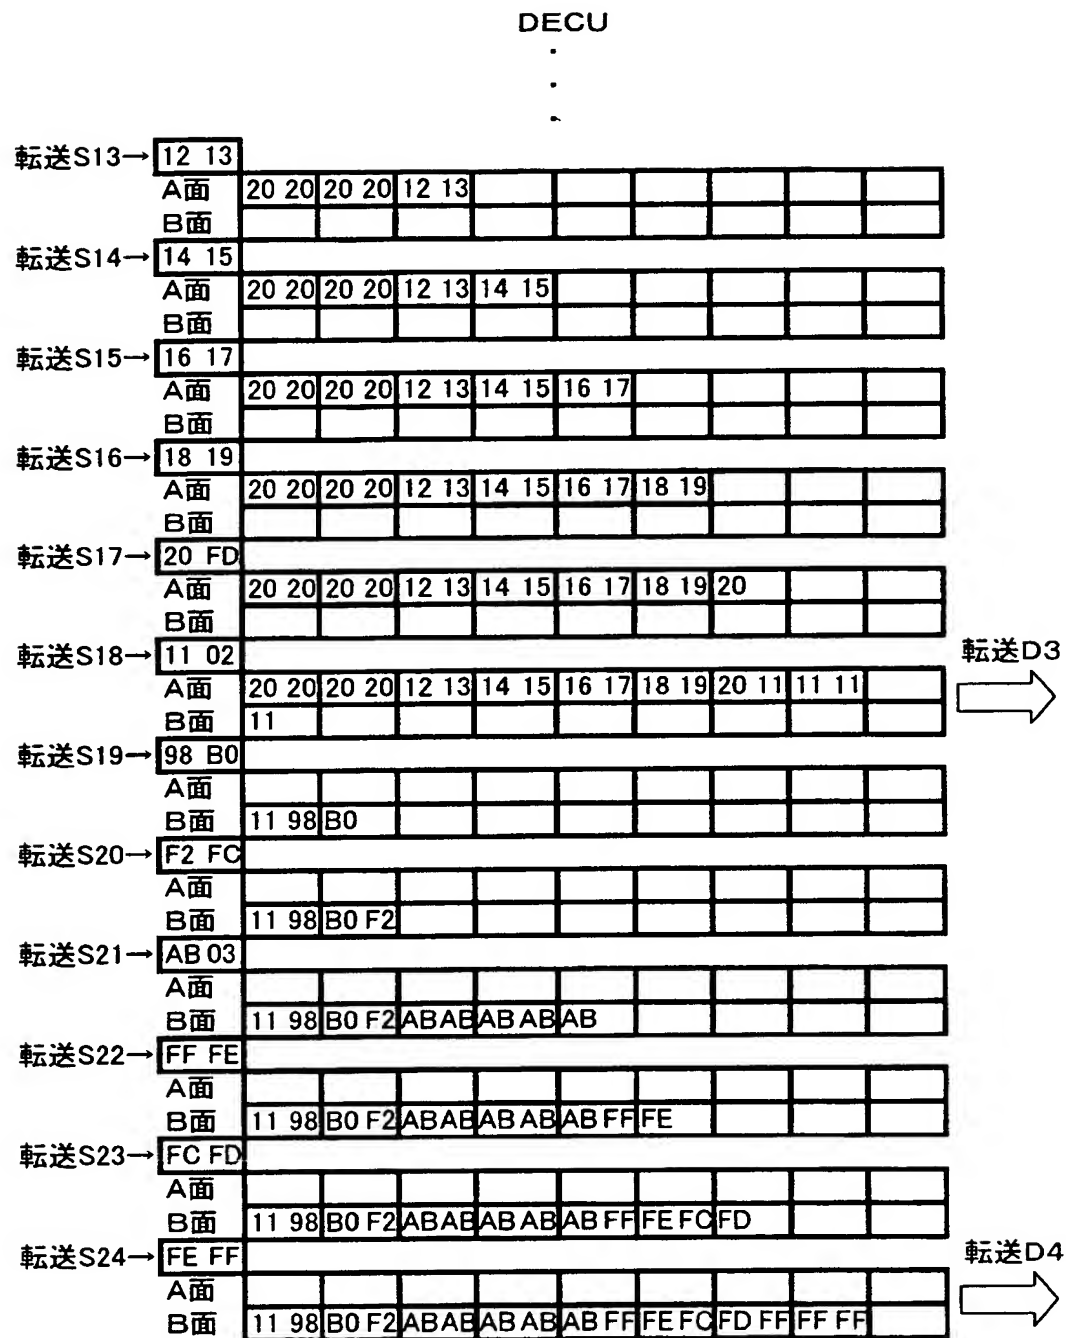 DECU
転送S13→ 12 13
A面 20 20 20 20 12 13
B面
転送S14→ 14 15
A面 20 20 20 20 12 13 14 15
B面
転送S15→ 16 17
A面 20 20 20 20 12 13 14 15 16 17
B面
転送S16→ 18 19
A面 20 20 20 20 12 13 14 15 16 17 18 19
B面
転送S17→ 20 FD
A面 20 20 20 20 12 13 14 15 16 17 18 19 20
B面
転送S18→ 11 02 転送D3
A面 20 20 20 20 12 13 14 15 16 17 18 19 20 11 11 11
B面 11
転送S19→ 98 B0
A面
B面 11 98 B0
転送S20→ F2 FC
A面
B面 11 98 B0 F2
転送S21→ AB 03
A面
B面 11 98 B0 F2 AB AB AB AB AB
転送S22→ FF FE
A面
B面 11 98 B0 F2 AB AB AB AB AB FF FE
転送S23→ FC FD
A面
B面 11 98 B0 F2 AB AB AB AB AB FF FE FC FD
転送S24→ FE FF 転送D4
A面
B面 11 98 B0 F2 AB AB AB AB AB FF FE FC FD FF FF FF